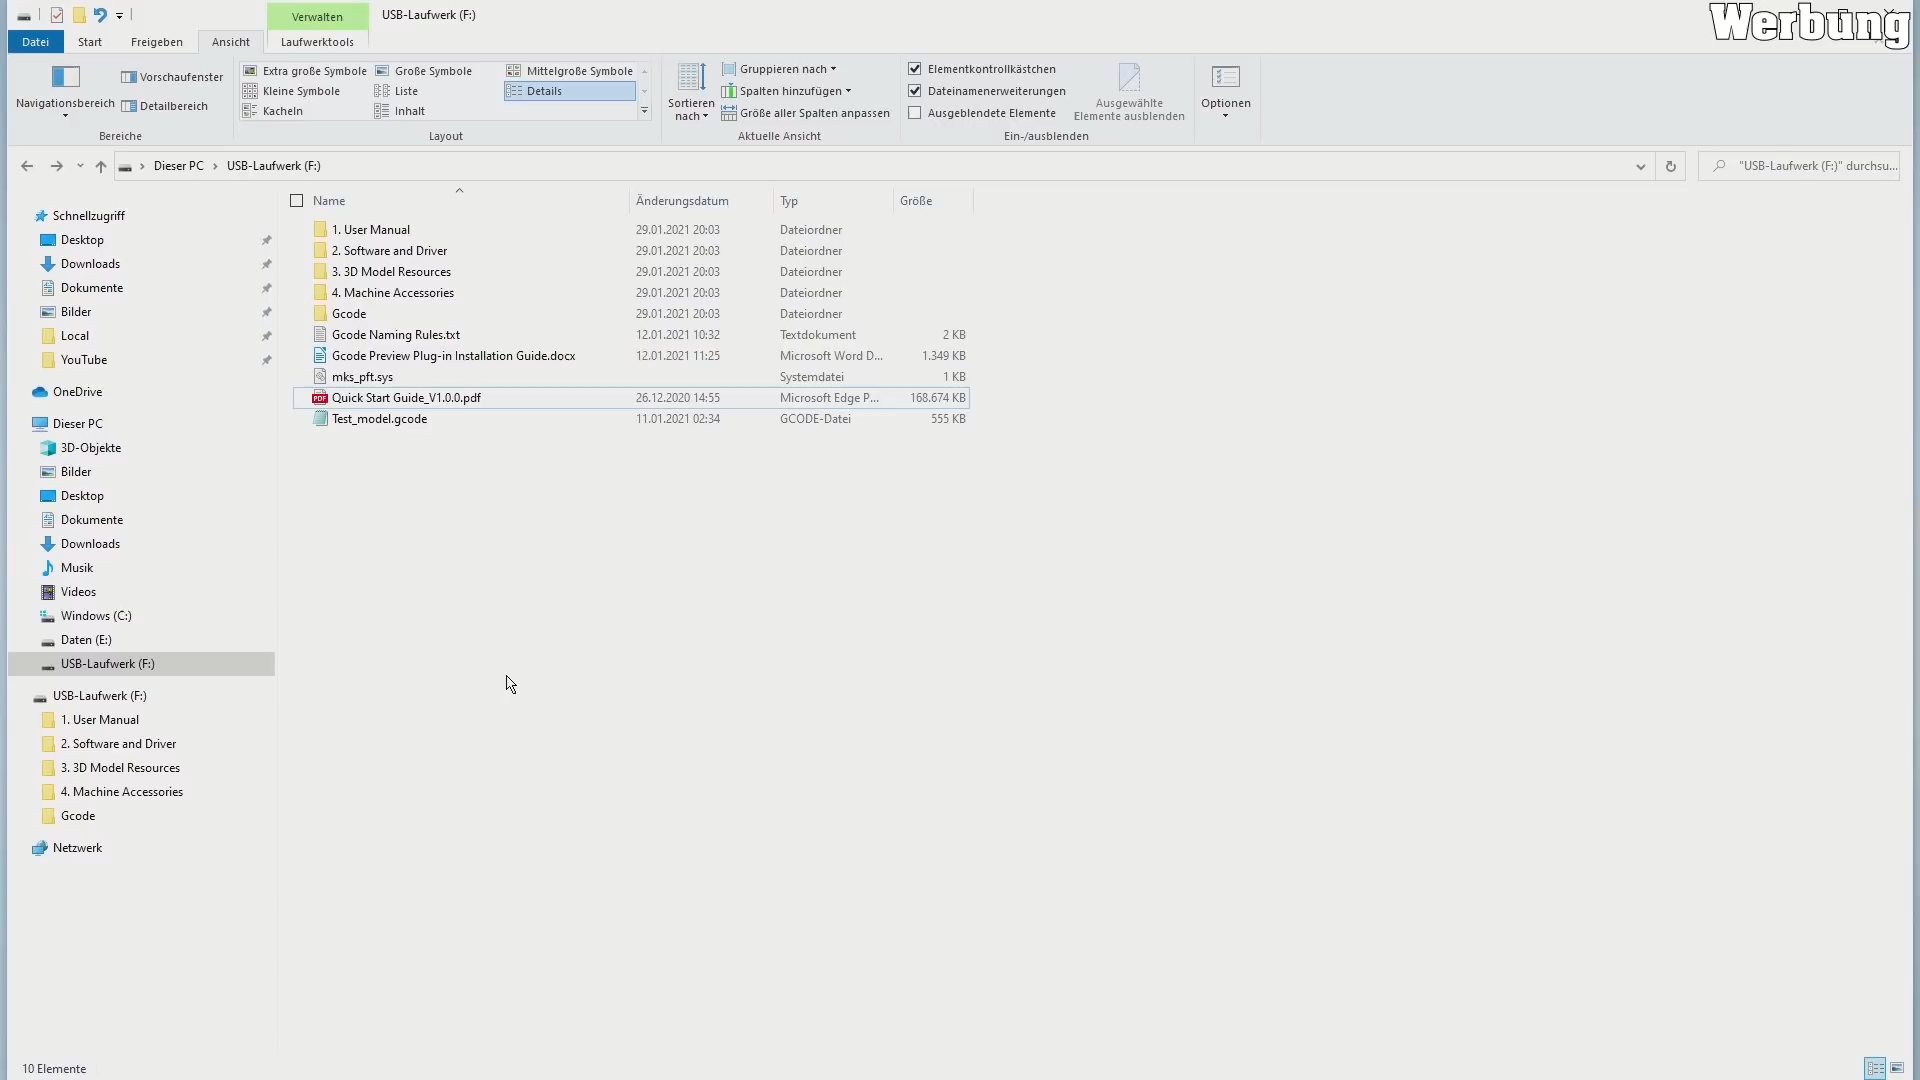 Verwalten
USB-Laufwerk (F:)
Werbung
Datei
Start
Freigeben
Ansicht
Laufwerktools
Navigationsbereich
Vorschaufenster
Detailbereich
Bereiche
Extra große Symbole
Große Symbole
Mittelgroße Symbole
Kleine Symbole
Liste
Details
Kacheln
Inhalt
Layout
Sortieren
nach
Gruppieren nach
Spalten hinzufügen
Größe aller Spalten anpassen
Aktuelle Ansicht
Elementkontrollkästchen
Dateinamenerweiterungen
Ausgeblendete Elemente
Ausgewählte
Elemente ausblenden
Ein-/ausblenden
Optionen
Dieser PC
USB-Laufwerk (F:)
"USB-Laufwerk (F:)" durchsu...
Name Änderungsdatum Typ Größe
1. User Manual 29.01.2021 20:03 Dateiordner
2. Software and Driver 29.01.2021 20:03 Dateiordner
3. 3D Model Resources 29.01.2021 20:03 Dateiordner
4. Machine Accessories 29.01.2021 20:03 Dateiordner
Gcode 29.01.2021 20:03 Dateiordner
Gcode Naming Rules.txt 12.01.2021 10:32 Textdokument 2 KB
Gcode Preview Plug-in Installation Guide.docx 12.01.2021 11:25 Microsoft Word D... 1.349 KB
mks_pft.sys Systemdatei 1 KB
PDF Quick Start Guide_V1.0.0.pdf 26.12.2020 14:55 Microsoft Edge P... 168.674 KB
Test_model.gcode 11.01.2021 02:34 GCODE-Datei 555 KB
Schnellzugriff
Desktop
Downloads
Dokumente
Bilder
Local
YouTube
OneDrive
Dieser PC
3D-Objekte
Bilder
Desktop
Dokumente
Downloads
Musik
Videos
Windows (C:)
Daten (E:)
USB-Laufwerk (F:)
USB-Laufwerk (F:)
1. User Manual
2. Software and Driver
3. 3D Model Resources
4. Machine Accessories
Gcode
Netzwerk
10 Elemente